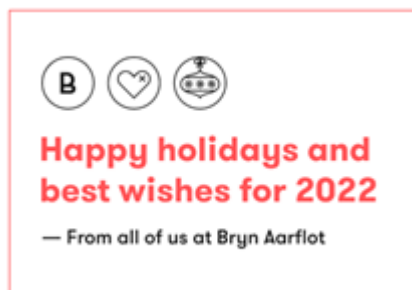 B
Happy holidays and
best wishes for 2022
— From all of us at Bryn Aarflot